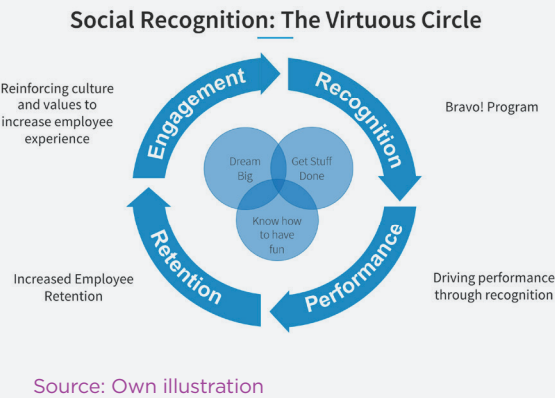 Social Recognition: The Virtuous Circle
Engagement
Recognition
Reinforcing culture
and values to
increase employee
experience
Bravo! Program
Dream
Big
Get Stuff
Done
Know how
to have
fun
Retention
Performance
Increased Employee
Retention
Driving performance
through recognition
Source: Own illustration